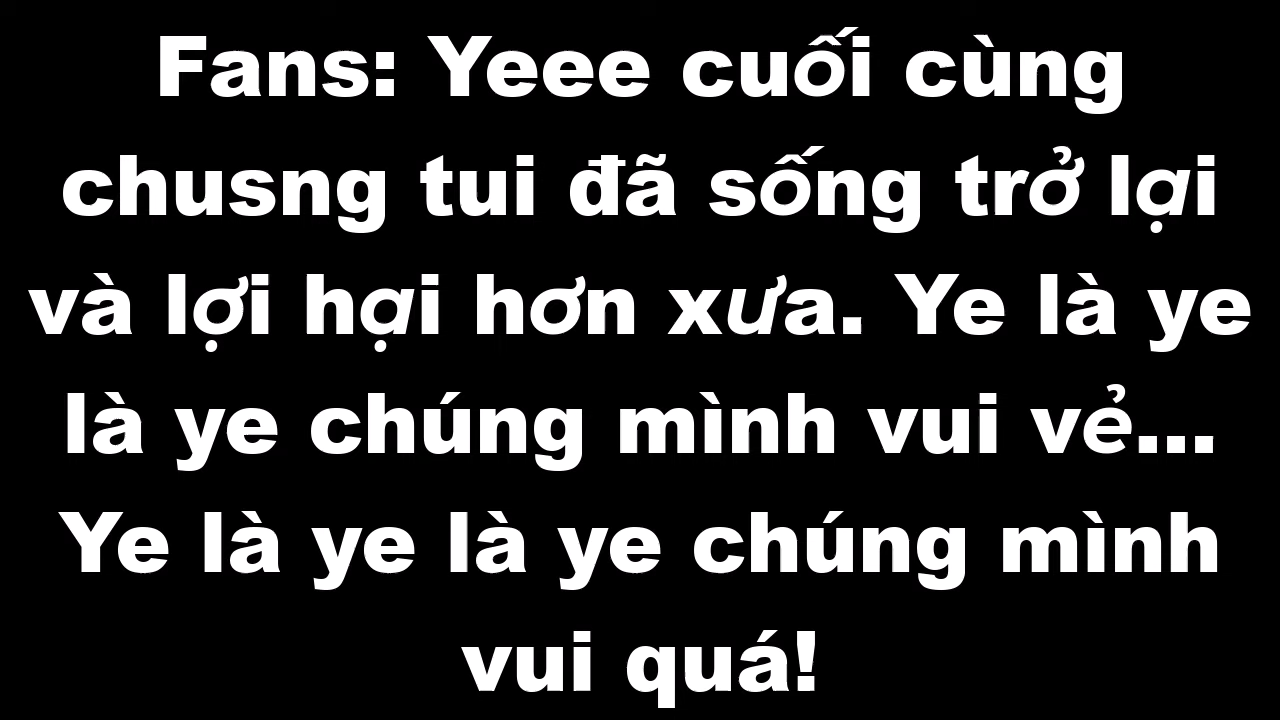 Fans: Yeee cuối cùng
chusng tui đã sống trở lại
và lợi hại hơn xưa. Ye là ye
là ye chúng mình vui vẻ...
Ye là ye là ye chúng mình
vui quá!